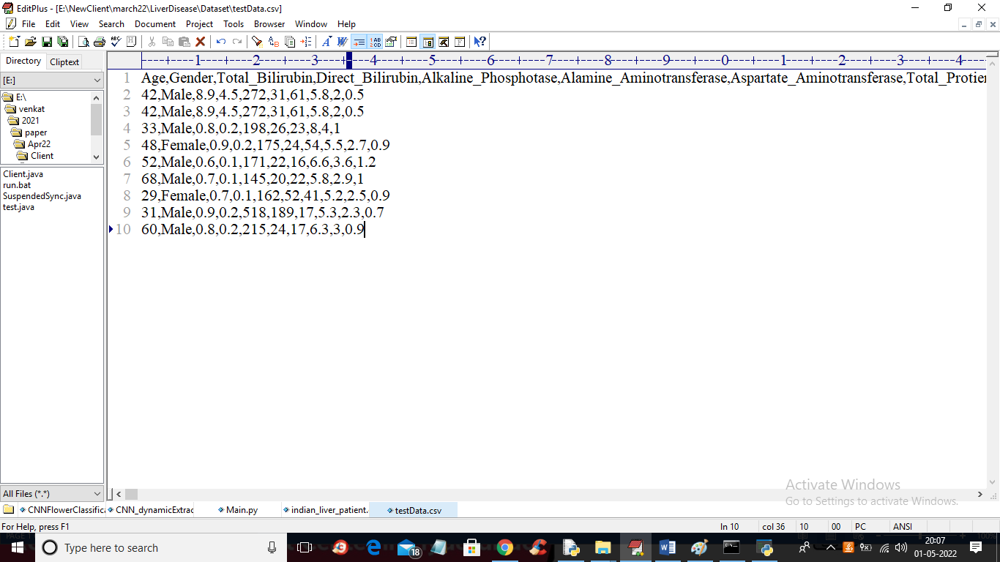 EditPlus - [E:\NewClient\march22\LiverDisease\Dataset\testData.csv]
File Edit View Search Document Project Tools Browser Window Help
Directory Cliptext
[E:]
E:\
venkat
2021
paper
Apr22
Client
Client.java
run.bat
SuspendedSync.java
test.java
All Files (*.*)
----+----1----+----2----+----3----+----4----+----5----+----6----+----7----+----8----+----9----+----0----+----1----+----2----+----3----+----4----
1 Age,Gender,Total_Bilirubin,Direct_Bilirubin,Alkaline_Phosphotase,Alamine_Aminotransferase,Aspartate_Aminotransferase,Total_Protie
2 42,Male,8.9,4.5,272,31,61,5.8,2,0.5
3 42,Male,8.9,4.5,272,31,61,5.8,2,0.5
4 33,Male,0.8,0.2,198,26,23,8,4,1
5 48,Female,0.9,0.2,175,24,54,5.5,2.7,0.9
6 52,Male,0.6,0.1,171,22,16,6.6,3.6,1.2
7 68,Male,0.7,0.1,145,20,22,5.8,2.9,1
8 29,Female,0.7,0.1,162,52,41,5.2,2.5,0.9
9 31,Male,0.9,0.2,518,189,17,5.3,2.3,0.7
10 60,Male,0.8,0.2,215,24,17,6.3,3,0.9
Activate Windows
Go to Settings to activate Windows.
CNNFlowerClassific CNN_dynamicExtrac Main.py indian_liver_patient. testData.csv
For Help, press F1 ln 10 col 36 10 00 PC ANSI
PAGE 1 100%
Type here to search 18 20:07
01-05-2022